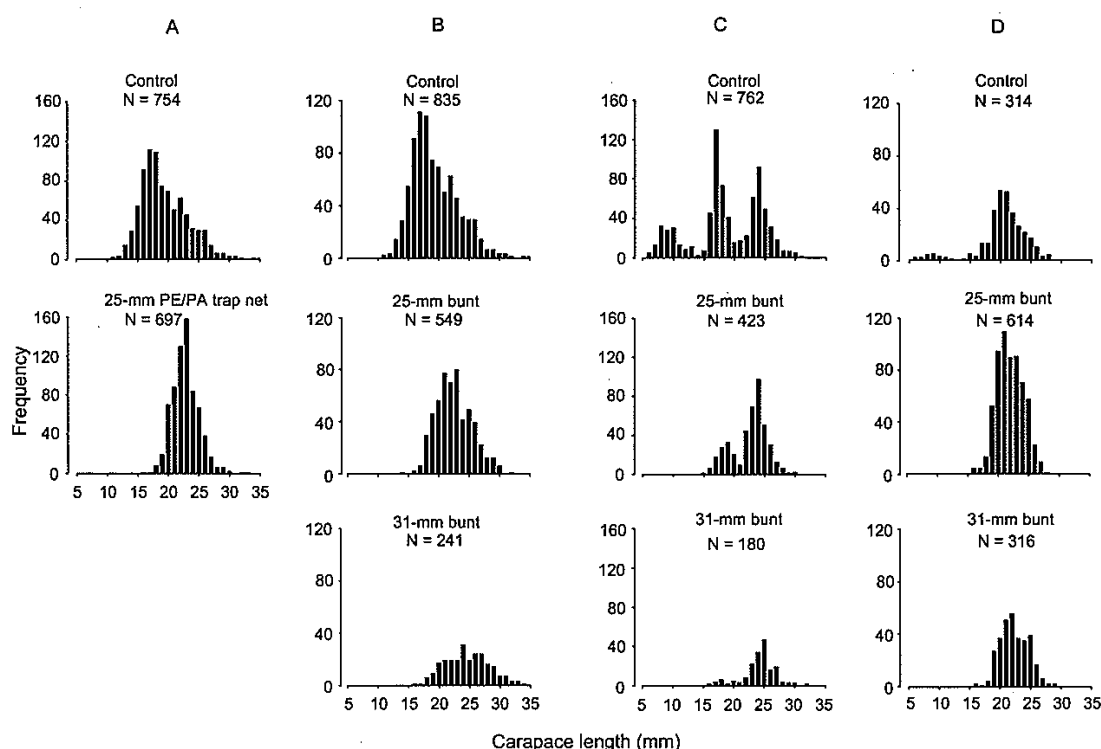 A B C D
Control Control Control Control
N = 754 N = 835 N = 762 N = 314
160 120 160 120
120 80 120 80
80 40 80 40
40 0 40 0
0 0
25-mm PE/PA trap net 25-mm bunt 25-mm bunt 25-mm bunt
N = 697 N = 549 N = 423 N = 614
160 120 160 120
120 80 120 80
80 40 80 40
40 0 40 0
0 0
Frequency
5 10 15 20 25 30 35
31-mm bunt 31-mm bunt 31-mm bunt
N = 241 N = 180 N = 316
120 160 120
80 120 80
40 80 40
0 40 0
0
5 10 15 20 25 30 35 5 10 15 20 25 30 35 5 10 15 20 25 30 35
Carapace length (mm)